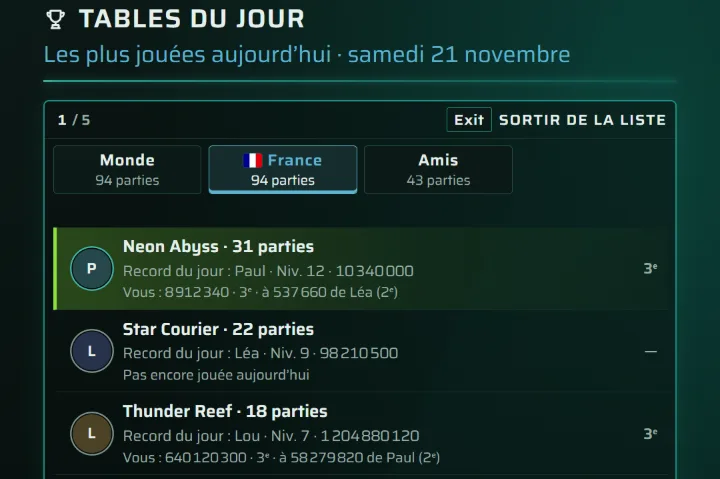 TABLES DU JOUR
Les plus jouées aujourd’hui · samedi 21 novembre
1 / 5
Exit SORTIR DE LA LISTE
Monde
94 parties
France
94 parties
Amis
43 parties
P
Neon Abyss · 31 parties
Record du jour : Paul · Niv. 12 · 10 340 000
Vous : 8 912 340 · 3ᵉ · à 537 660 de Léa (2ᵉ)
3ᵉ
L
Star Courier · 22 parties
Record du jour : Léa · Niv. 9 · 98 210 500
Pas encore jouée aujourd’hui
—
L
Thunder Reef · 18 parties
Record du jour : Lou · Niv. 7 · 1 204 880 120
Vous : 640 120 300 · 3ᵉ · à 58 279 820 de Paul (2ᵉ)
3ᵉ